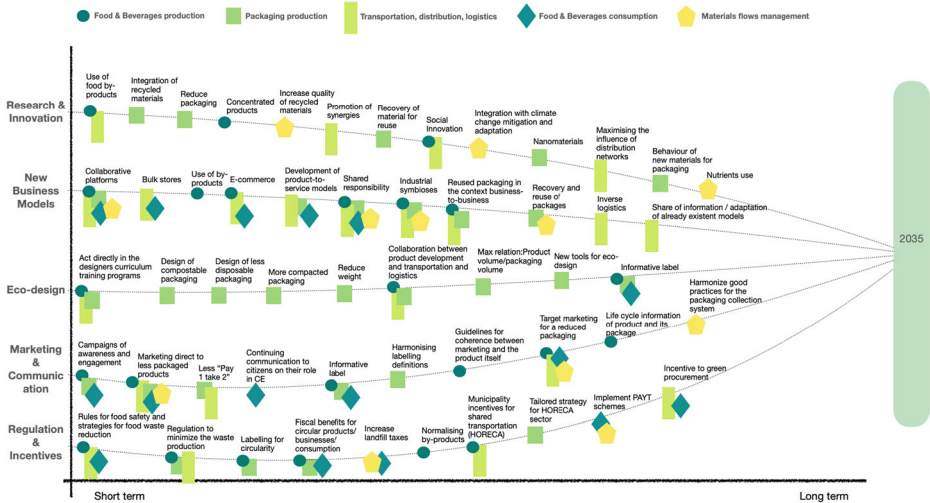 Food & Beverages production
Packaging production
Transportation, distribution, logistics
Food & Beverages consumption
Materials flows management
Research &
Innovation
Use of
food by-
products
Integration of
recycled
materials
Reduce
packaging
Concentrated
products
Increase quality
of recycled
materials
Promotion of
synergies
Recovery of
material for
reuse
Social
Innovation
Integration with climate
change mitigation and
adaptation
Nanomaterials
Maximising the
influence of
distribution
networks
Behaviour of
new materials for
packaging
Nutrients use
New
Business
Models
Collaborative
platforms
Bulk stores
Use of by-
products
E-commerce
Development of
product-to-
service models
Shared
responsibility
Industrial
symbioses
Reused packaging in
the context business-
to-business
Recovery and
reuse of packages
Inverse
logistics
Share of information / adaptation
of already existent models
2035
Eco-design
Act directly in the
designers curriculum
training programs
Design of
compostable
packaging
Design of less
disposable
packaging
More compacted
packaging
Reduce
weight
Collaboration between
product development
and transportation and
logistics
Max relation:Product
volume/packaging
volume
New tools for eco-
design
Informative label
Harmonize good
practices for the
packaging collection
system
Marketing
&
Communic
ation
Campaigns of
awareness and
engagement
Marketing direct to
less packaged
products
Less "Pay
1 take 2"
Continuing
communication to
citizens on their role
in CE
Informative
label
Harmonising
labelling
definitions
Guidelines for
coherence between
marketing and the
product itself
Target marketing
for a reduced
packaging
Life cycle information
of product and its
package
Incentive to green
procurement
Regulation
&
Incentives
Rules for food safety and
strategies for food waste
reduction
Regulation to
minimize the waste
production
Labelling for
circularity
Fiscal benefits for
circular products/
businesses/
consumption
Increase
landfill taxes
Normalising
by-products
Municipality
incentives for
shared
transportation
(HORECA)
Tailored strategy
for HORECA
sector
Implement PAYT
schemes
Short term
Long term